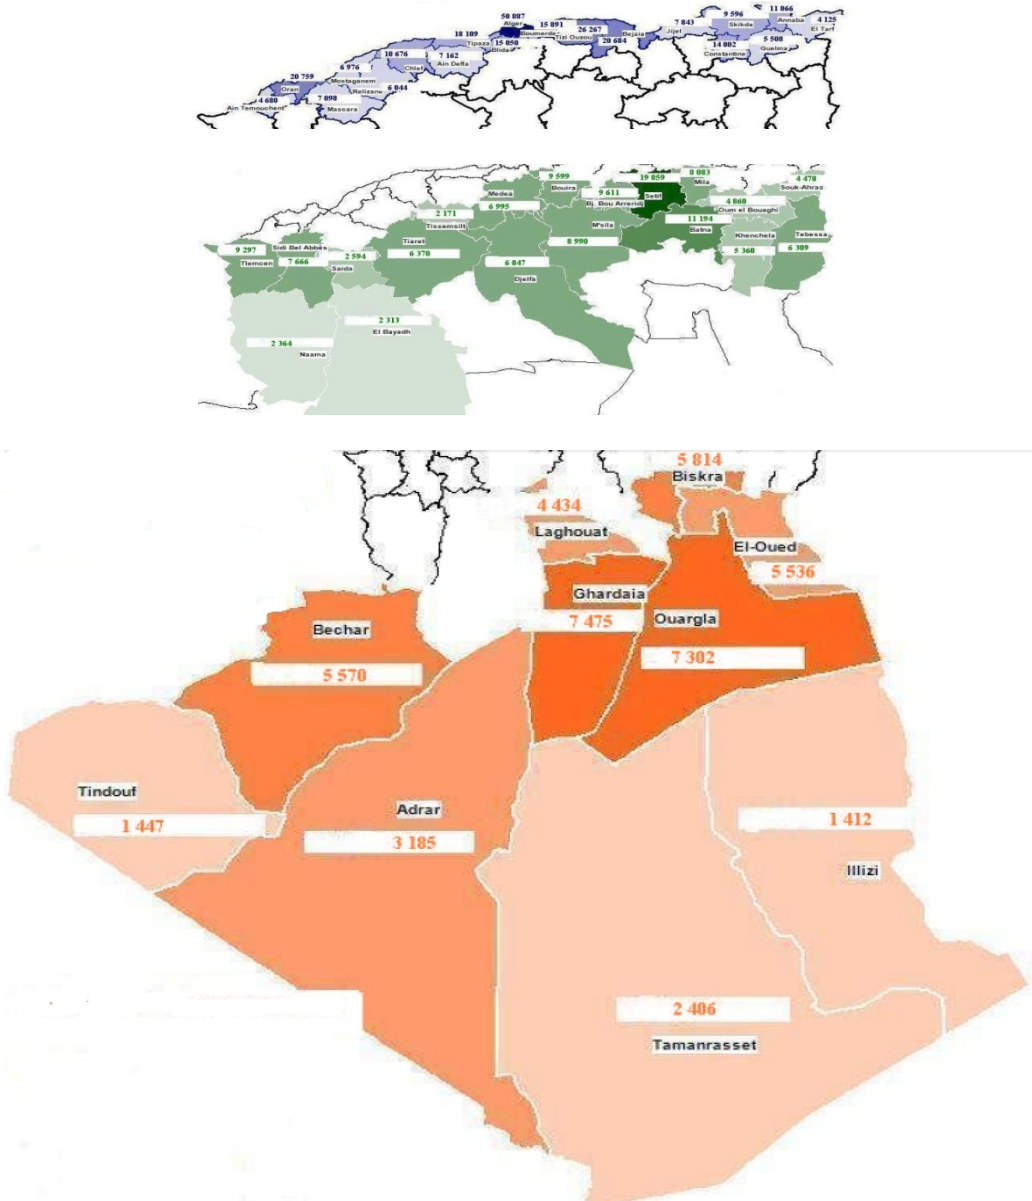 50 887
Alger
15 891
Boumerdes
26 267
Tizi Ouzou
20 684
Bejaia
7 843
Jijel
9 596
Skikda
11 066
Annaba
4 125
El Tarf
5 508
Guelma
14 002
Constantine
10 109
Tipaza
15 050
Blida
7 162
Ain Defla
10 676
Chlef
6 976
Mostaganem
6 044
Relizane
20 759
Oran
4 680
Ain Temouchent
7 098
Mascara
9 599
Bouira
Medea
6 995
2 171
Tissemsilt
Tiaret
6 370
9 611
Bj. Bou Arreridj
19 059
Setif
8 083
Mila
4 478
Souk-Ahras
4 860
Oum el Bouaghi
11 194
Batna
Khenchela
5 360
Tebessa
6 309
M'sila
8 990
6 847
Djelfa
9 297
Tlemcen
Sidi Bel Abbès
7 666
2 594
Saida
2 313
El Bayadh
2 364
Naama
5 814
Biskra
4 434
Laghouat
El-Oued
5 536
Ghardaia
7 475
Ouargla
7 302
Bechar
5 570
Tindouf
1 447
Adrar
3 185
1 412
Illizi
2 406
Tamanrasset